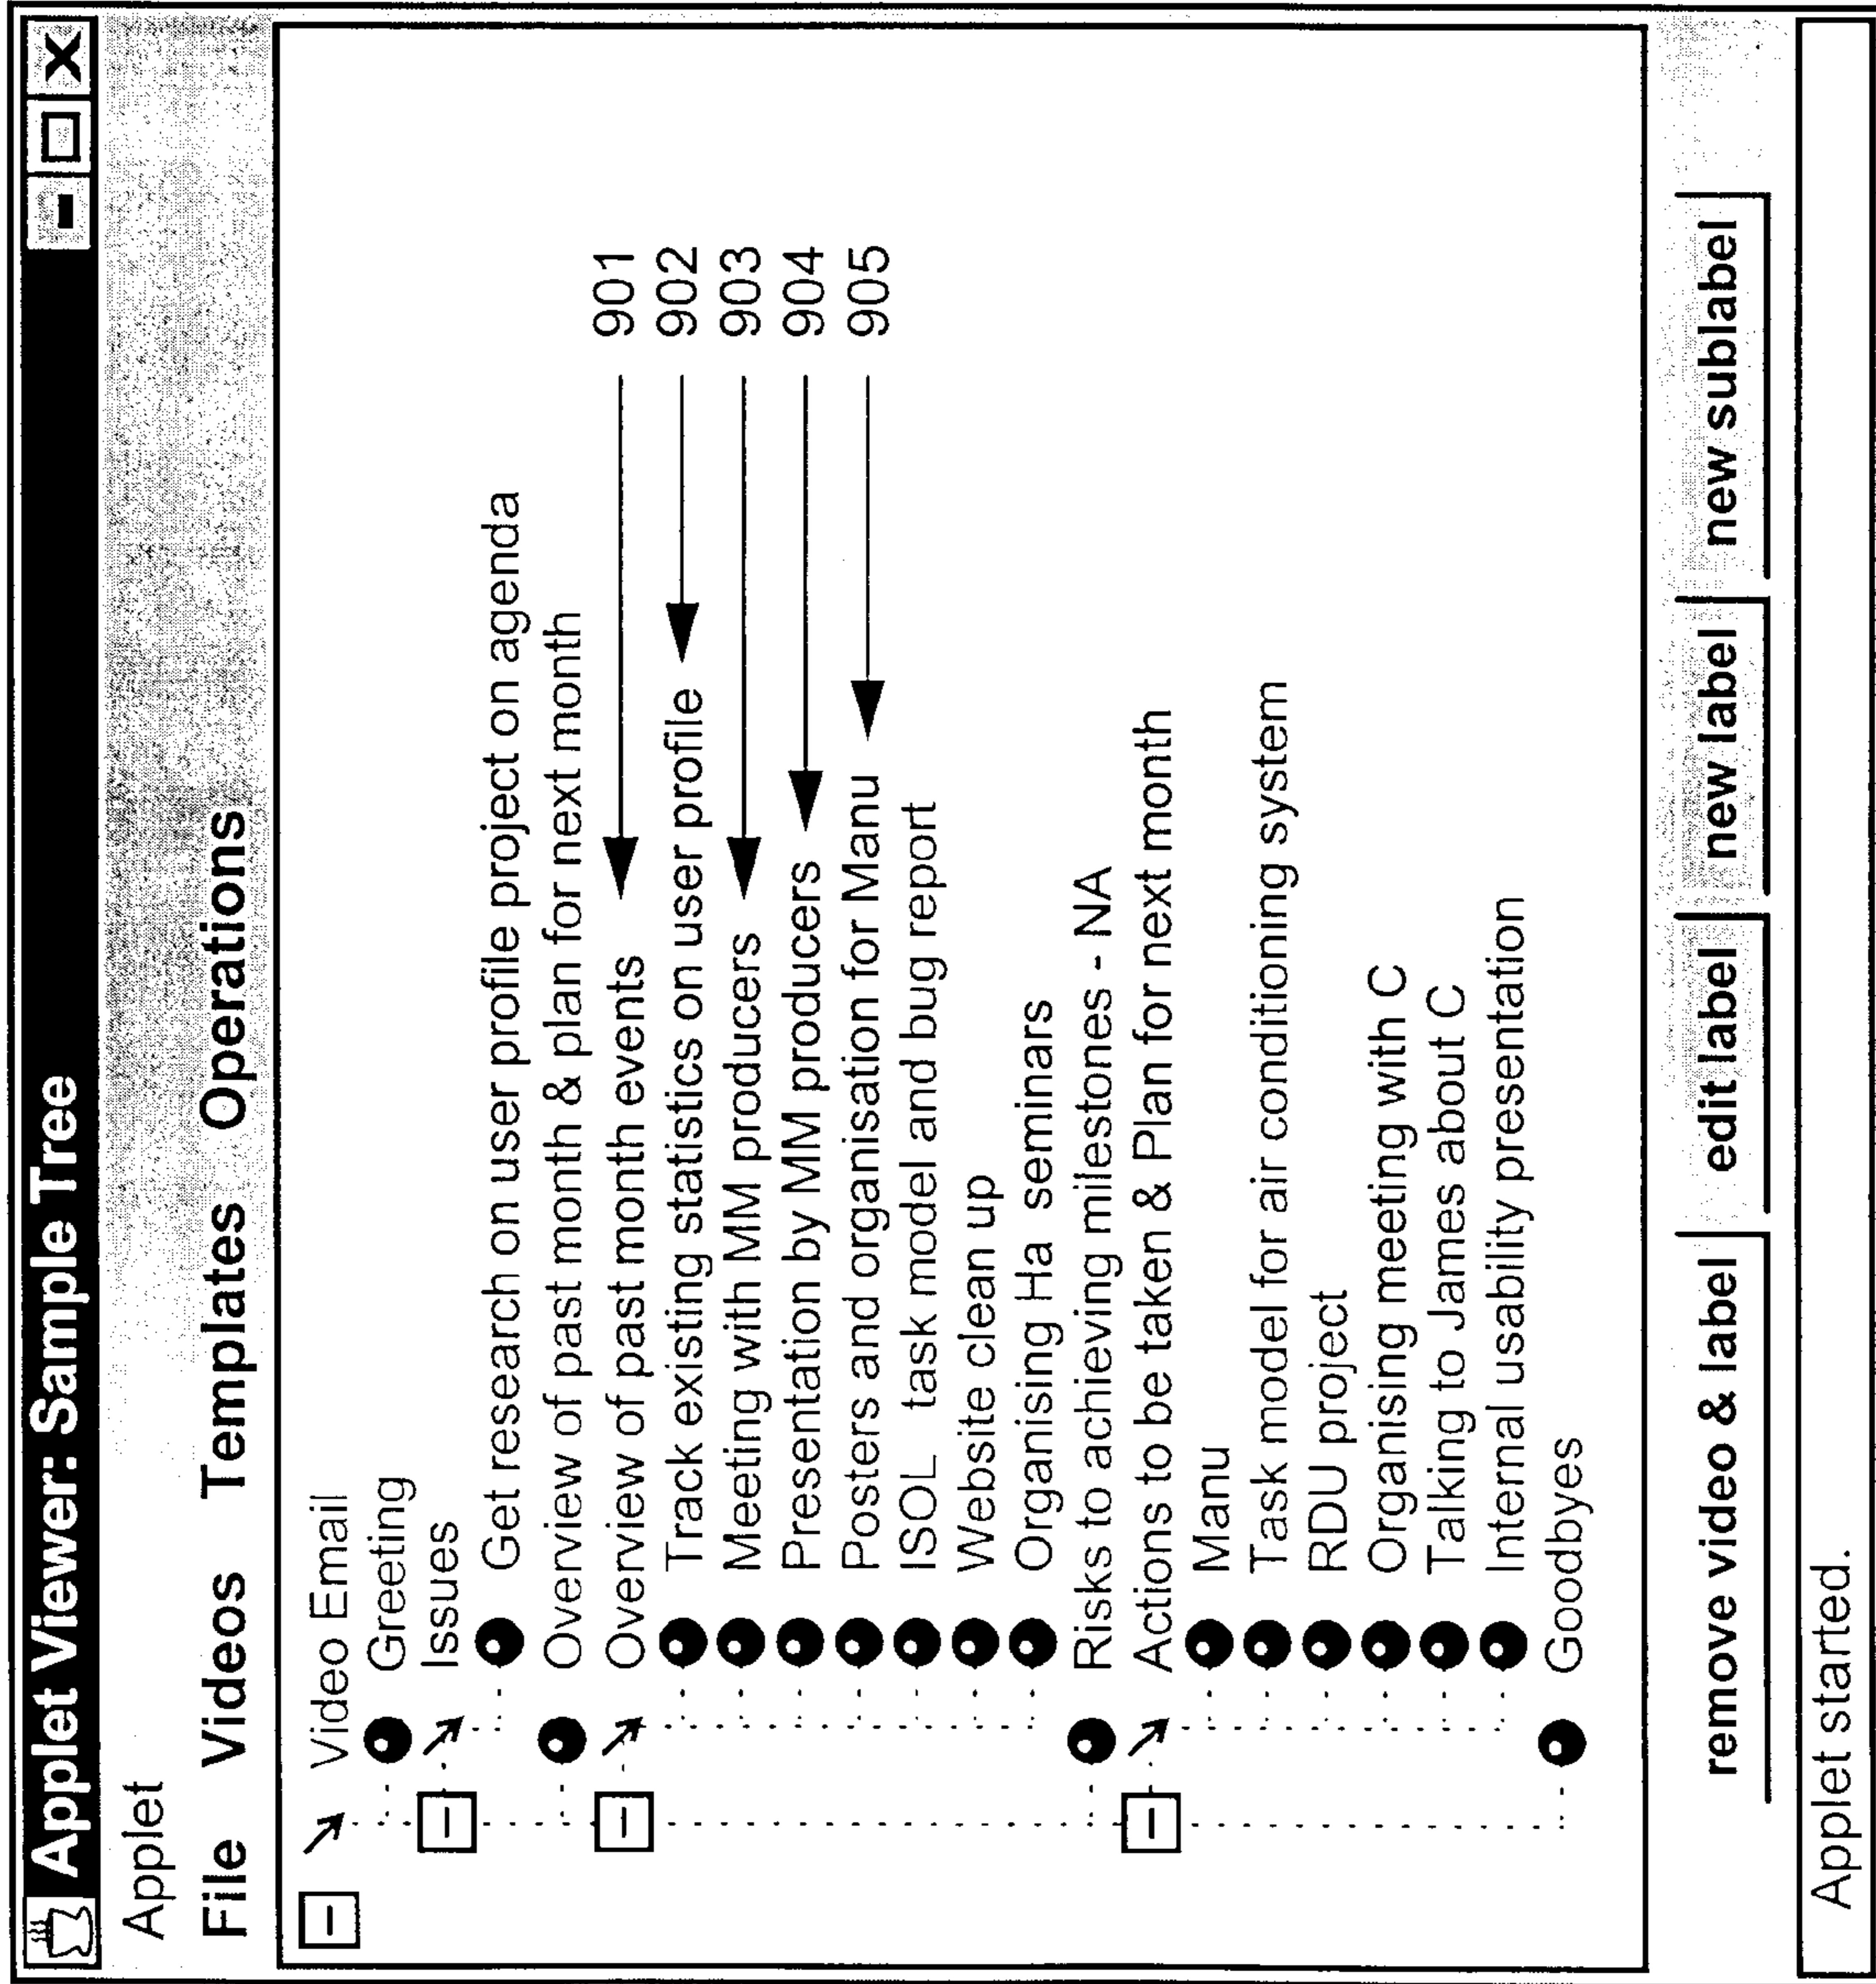 Applet Viewer: Sample Tree
Applet
File Videos Templates Operations
Video Email
Greeting
Issues
Get research on user profile project on agenda
Overview of past month & plan for next month
Overview of past month events 901
Track existing statistics on user profile 902
Meeting with MM producers 903
Presentation by MM producers 904
Posters and organisation for Manu 905
ISOL task model and bug report
Website clean up
Organising Ha seminars
Risks to achieving milestones - NA
Actions to be taken & Plan for next month
Manu
Task model for air conditioning system
RDU project
Organising meeting with C
Talking to James about C
Internal usability presentation
Goodbyes
remove video & label edit label new label new sublabel
Applet started.